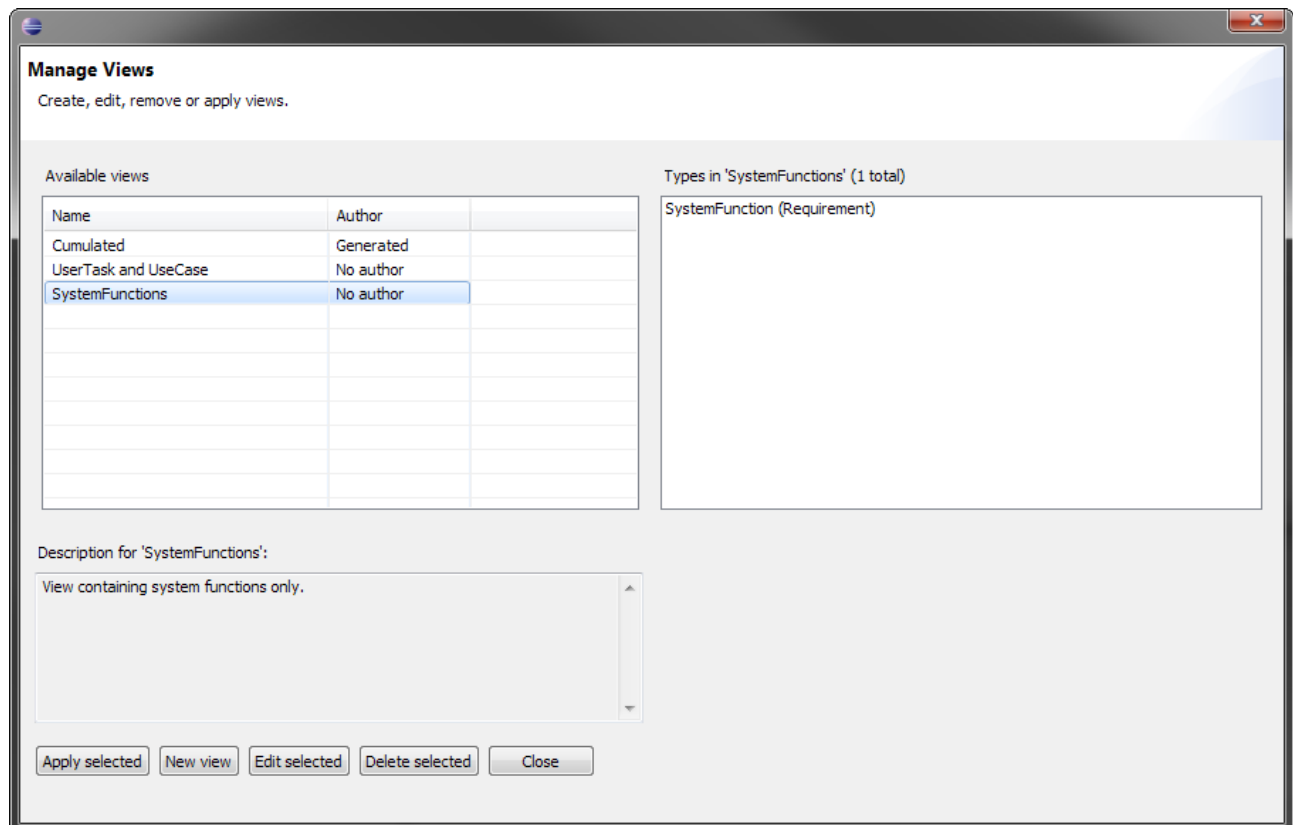 Manage Views
Create, edit, remove or apply views.
Available views
Types in 'SystemFunctions' (1 total)
Name Author
SystemFunction (Requirement)
Cumulated Generated
UserTask and UseCase No author
SystemFunctions No author
Description for 'SystemFunctions':
View containing system functions only.
Apply selected New view Edit selected Delete selected Close